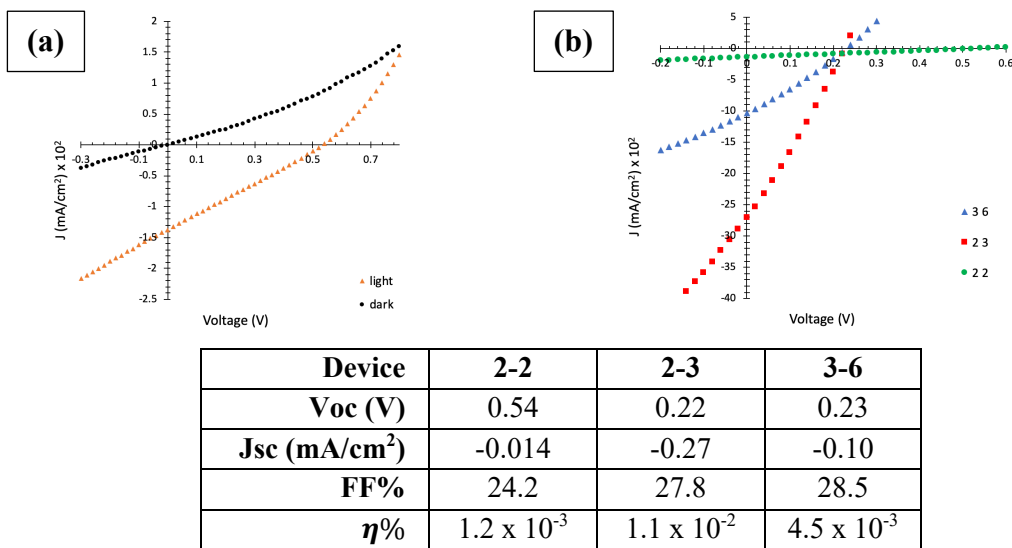 (a)
2
1.5
1
0.5
0
-0.3 -0.1 0.1 0.3 0.5 0.7
-0.5
-1
-1.5
-2
-2.5
J (mA/cm²) x 10²
Voltage (V)
light
dark
(b)
5
0
-0.2 -0.1 0 0.1 0.2 0.3 0.4 0.5 0.6
-5
-10
-15
-20
-25
-30
-35
-40
J (mA/cm²) x 10²
Voltage (V)
3 6
2 3
2 2
Device 2-2 2-3 3-6
Voc (V) 0.54 0.22 0.23
Jsc (mA/cm²) -0.014 -0.27 -0.10
FF% 24.2 27.8 28.5
η% 1.2 x 10⁻³ 1.1 x 10⁻² 4.5 x 10⁻³